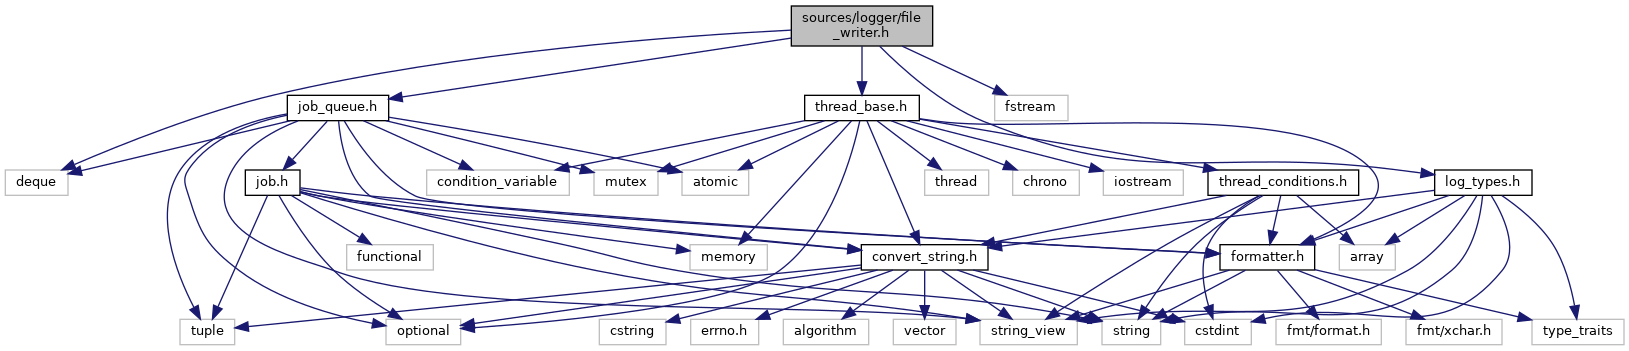 sources/logger/file
_writer.h
job_queue.h
thread_base.h
fstream
deque
job.h
condition_variable
mutex
atomic
thread
chrono
iostream
thread_conditions.h
log_types.h
functional
memory
convert_string.h
formatter.h
array
tuple
optional
cstring
errno.h
algorithm
vector
string_view
string
cstdint
fmt/format.h
fmt/xchar.h
type_traits